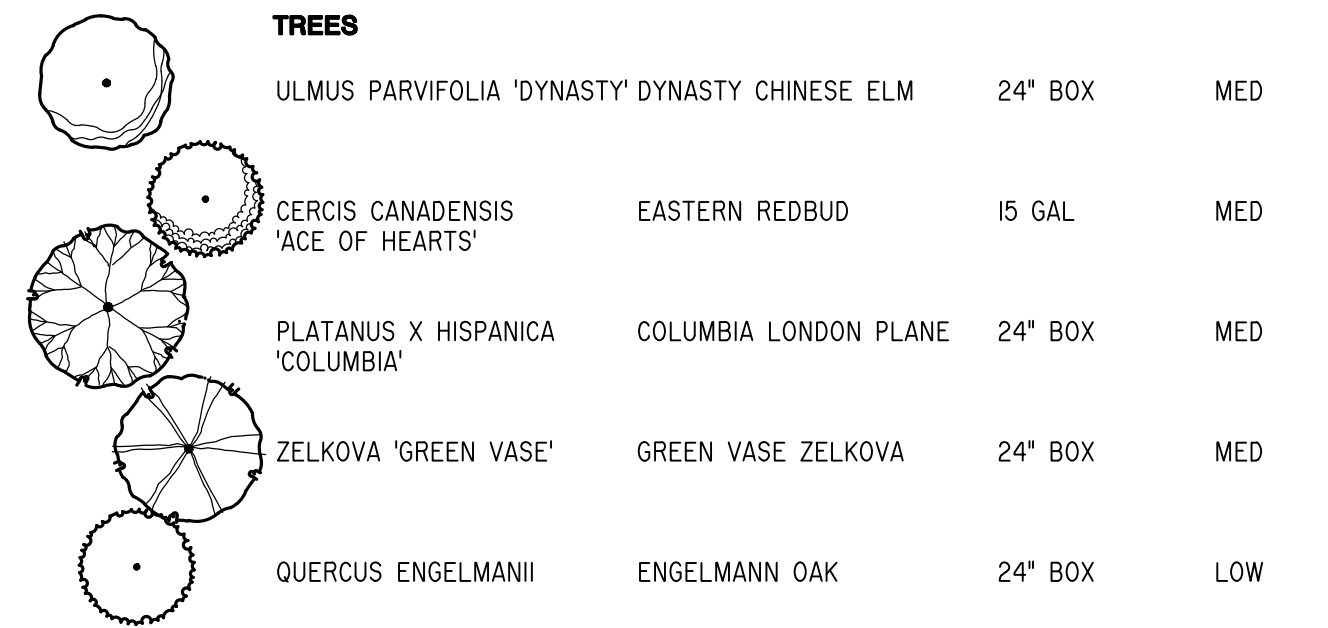 TREES
ULMUS PARVIFOLIA 'DYNASTY' DYNASTY CHINESE ELM 24" BOX MED
CERCIS CANADENSIS EASTERN REDBUD 15 GAL MED
'ACE OF HEARTS'
PLATANUS X HISPANICA COLUMBIA LONDON PLANE 24" BOX MED
'COLUMBIA'
ZELKOVA 'GREEN VASE' GREEN VASE ZELKOVA 24" BOX MED
QUERCUS ENGELMANII ENGELMANN OAK 24" BOX LOW